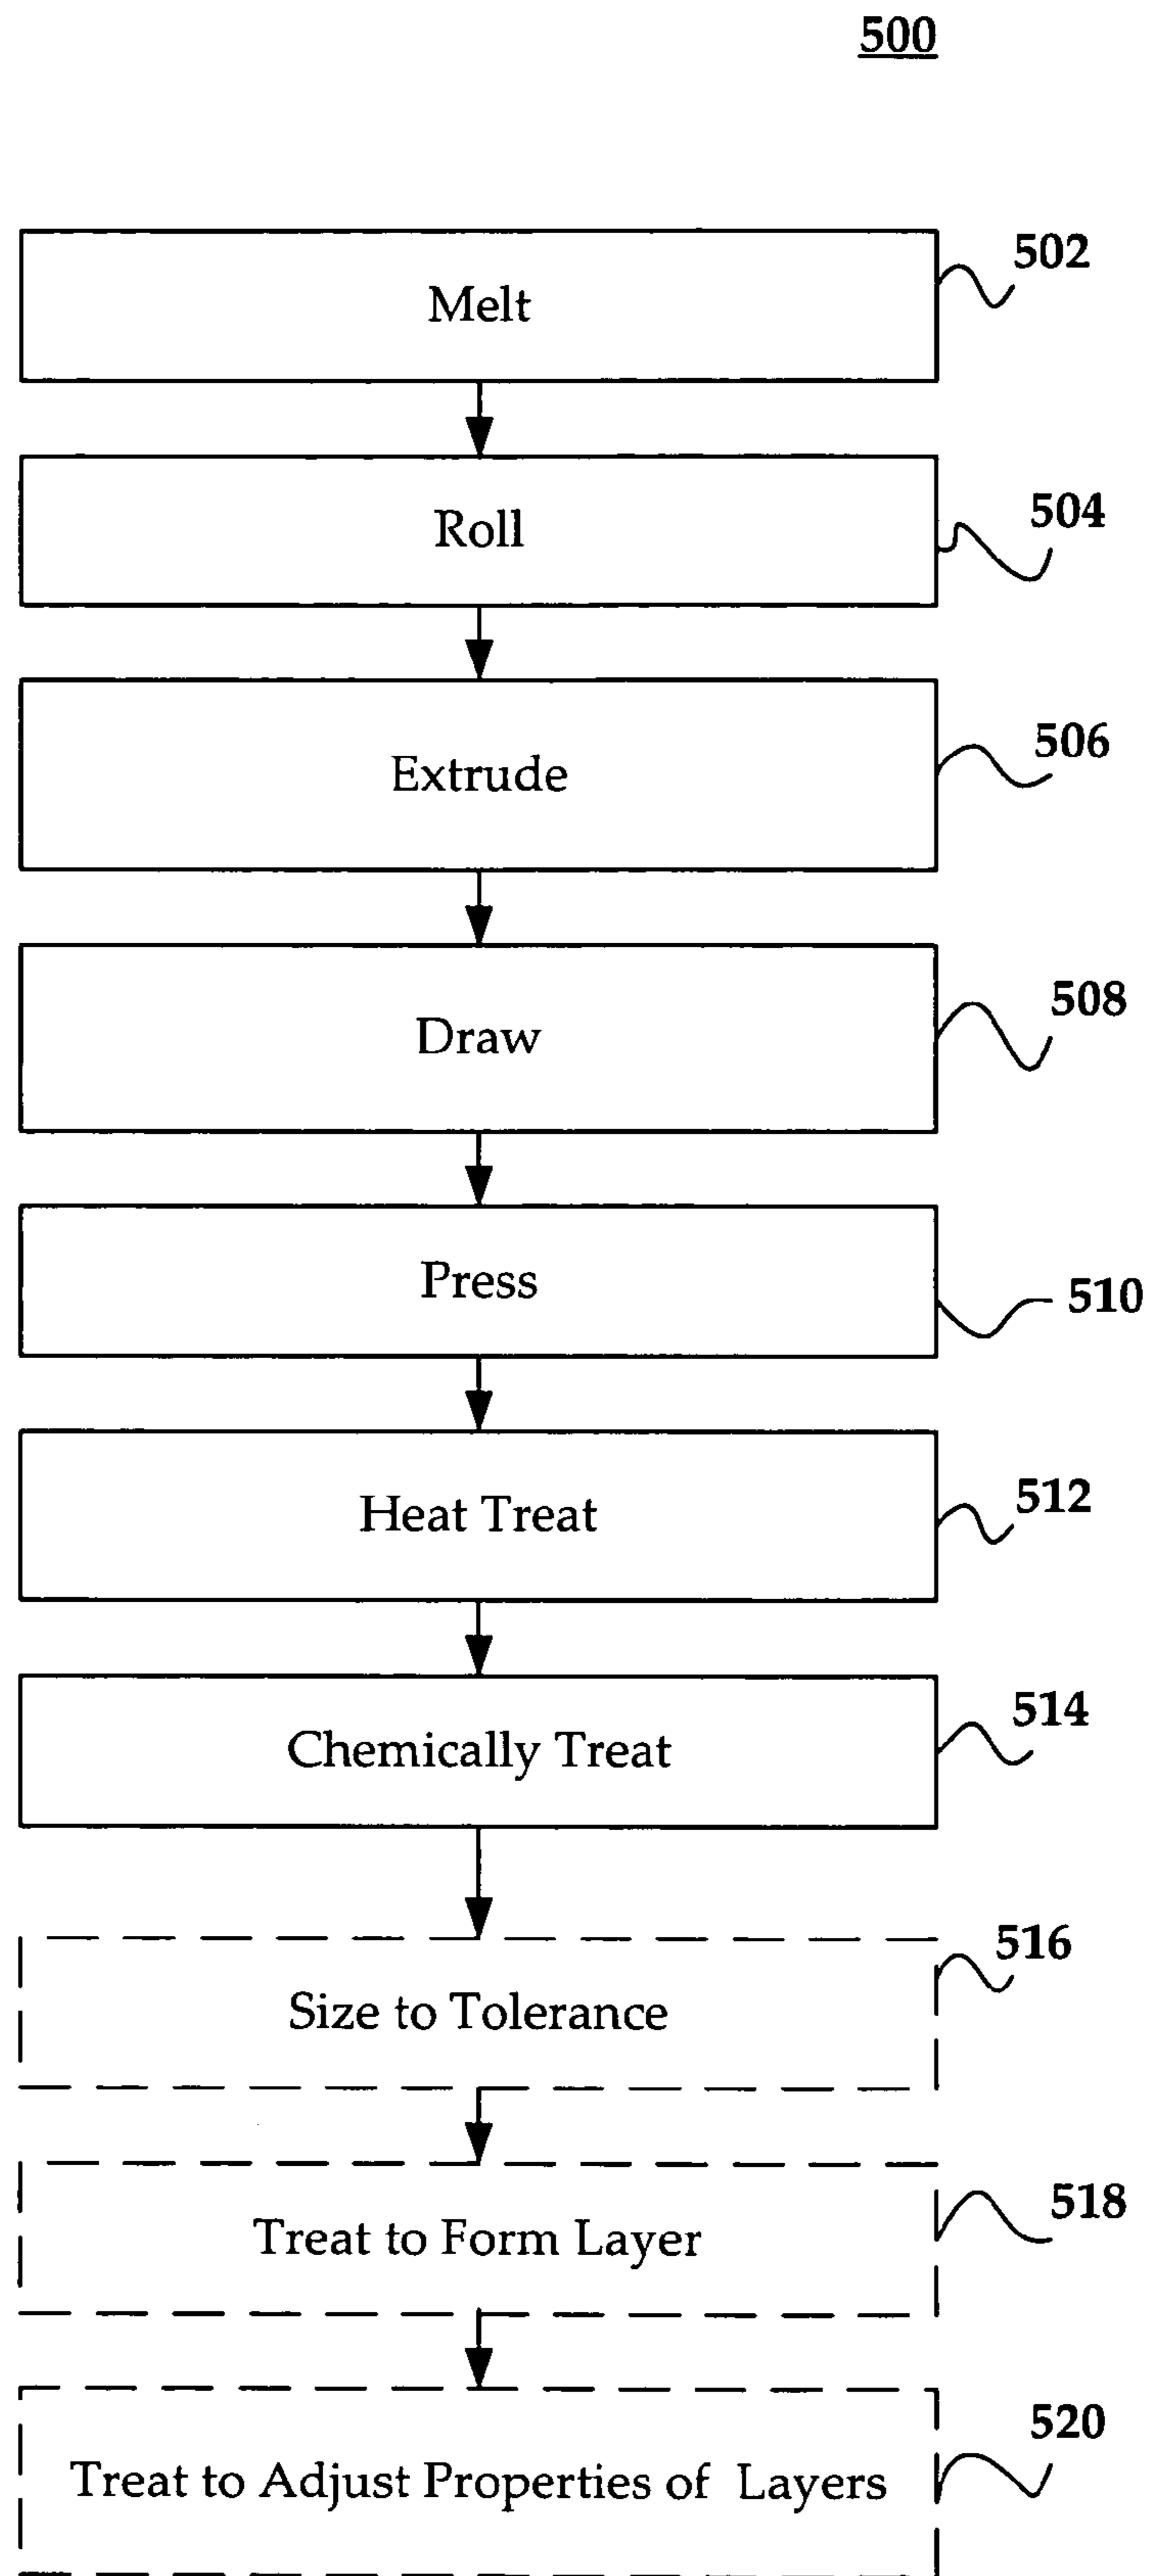 500
Melt
502
Roll
504
Extrude
506
Draw
508
Press
510
Heat Treat
512
Chemically Treat
514
Size to Tolerance
516
Treat to Form Layer
518
Treat to Adjust Properties of Layers
520